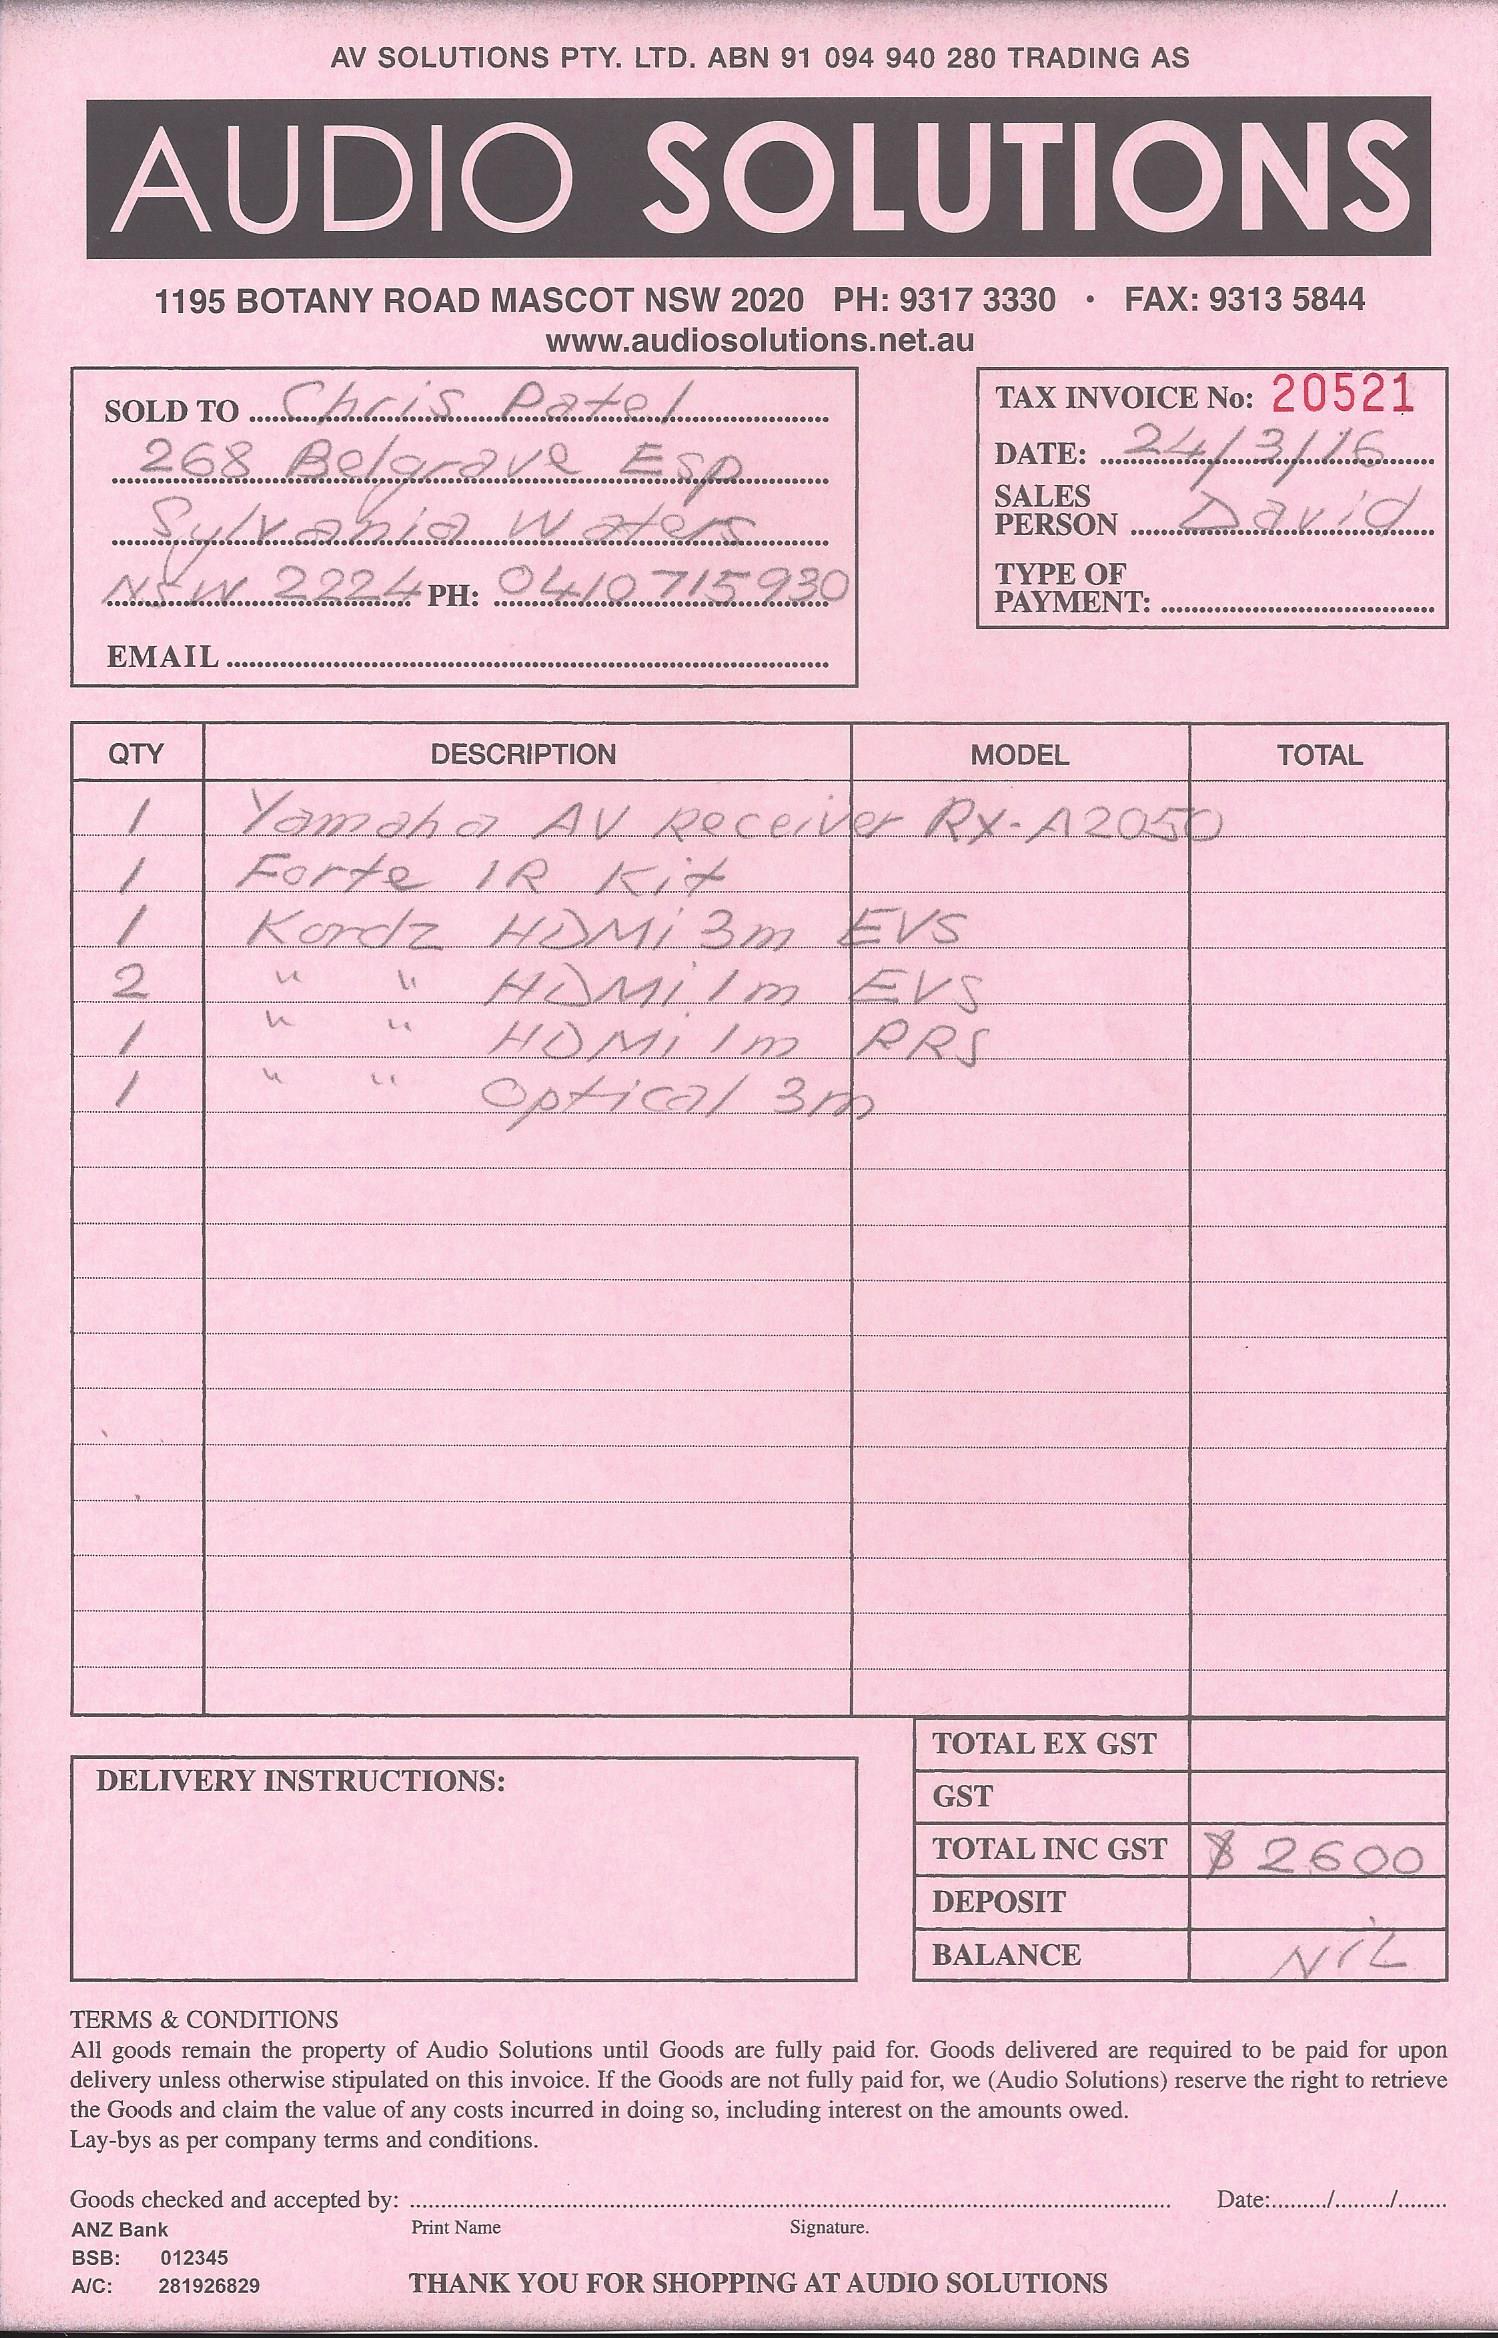 AV SOLUTIONS PTY. LTD. ABN 91 094 940 280 TRADING AS
AUDIO SOLUTIONS
1195 BOTANY ROAD MASCOT NSW 2020 PH: 9317 3330 • FAX: 9313 5844
www.audiosolutions.net.au
SOLD TO Chris Patel
268 Belgrave Esp
Sylvania Waters
NSW 2224 PH: 0410 715 930
EMAIL
TAX INVOICE No: 20521
DATE: 24/3/16
SALES
PERSON David
TYPE OF
PAYMENT:
QTY DESCRIPTION MODEL TOTAL
1 Yamaha AV Receiver RX-A2050
1 Forte IR Kit
1 Kordz HDMi 3m EVS
2 " " HDMi 1m EVS
1 " " HDMi 1m RRS
1 " " Optical 3m
TOTAL EX GST
GST
TOTAL INC GST $2600
DEPOSIT
BALANCE NiL
DELIVERY INSTRUCTIONS:
TERMS & CONDITIONS
All goods remain the property of Audio Solutions until Goods are fully paid for. Goods delivered are required to be paid for upon
delivery unless otherwise stipulated on this invoice. If the Goods are not fully paid for, we (Audio Solutions) reserve the right to retrieve
the Goods and claim the value of any costs incurred in doing so, including interest on the amounts owed.
Lay-bys as per company terms and conditions.
Goods checked and accepted by: Date:........./........./........
Print Name Signature.
ANZ Bank
BSB: 012345
A/C: 281926829
THANK YOU FOR SHOPPING AT AUDIO SOLUTIONS